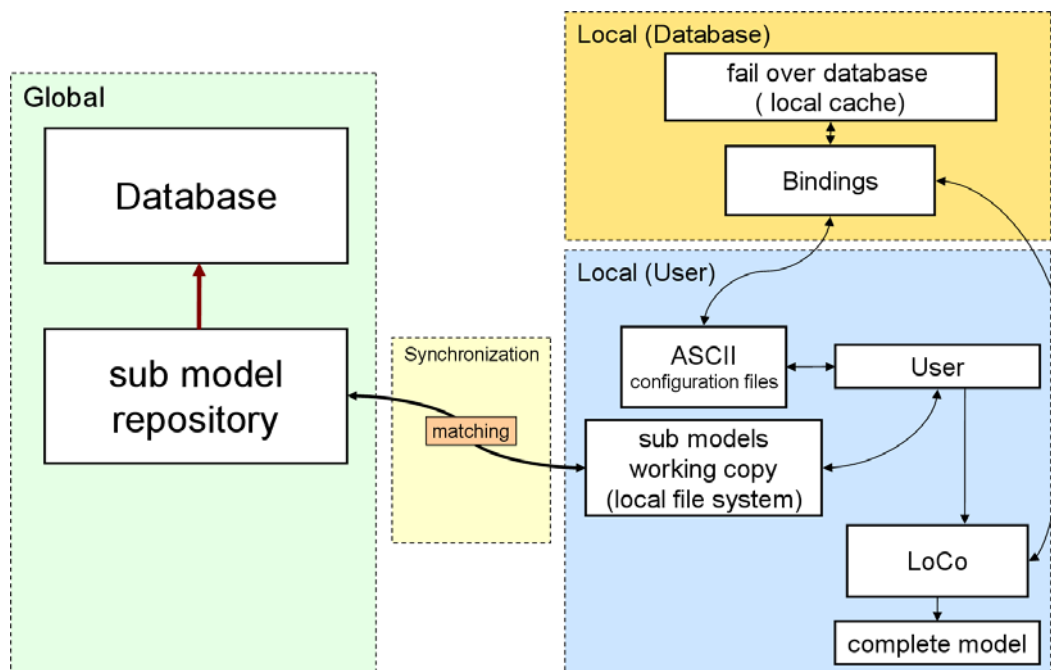 Global
Database
sub model
repository
Synchronization
matching
Local (Database)
fail over database
( local cache)
Bindings
Local (User)
ASCII
configuration files
User
sub models
working copy
(local file system)
LoCo
complete model